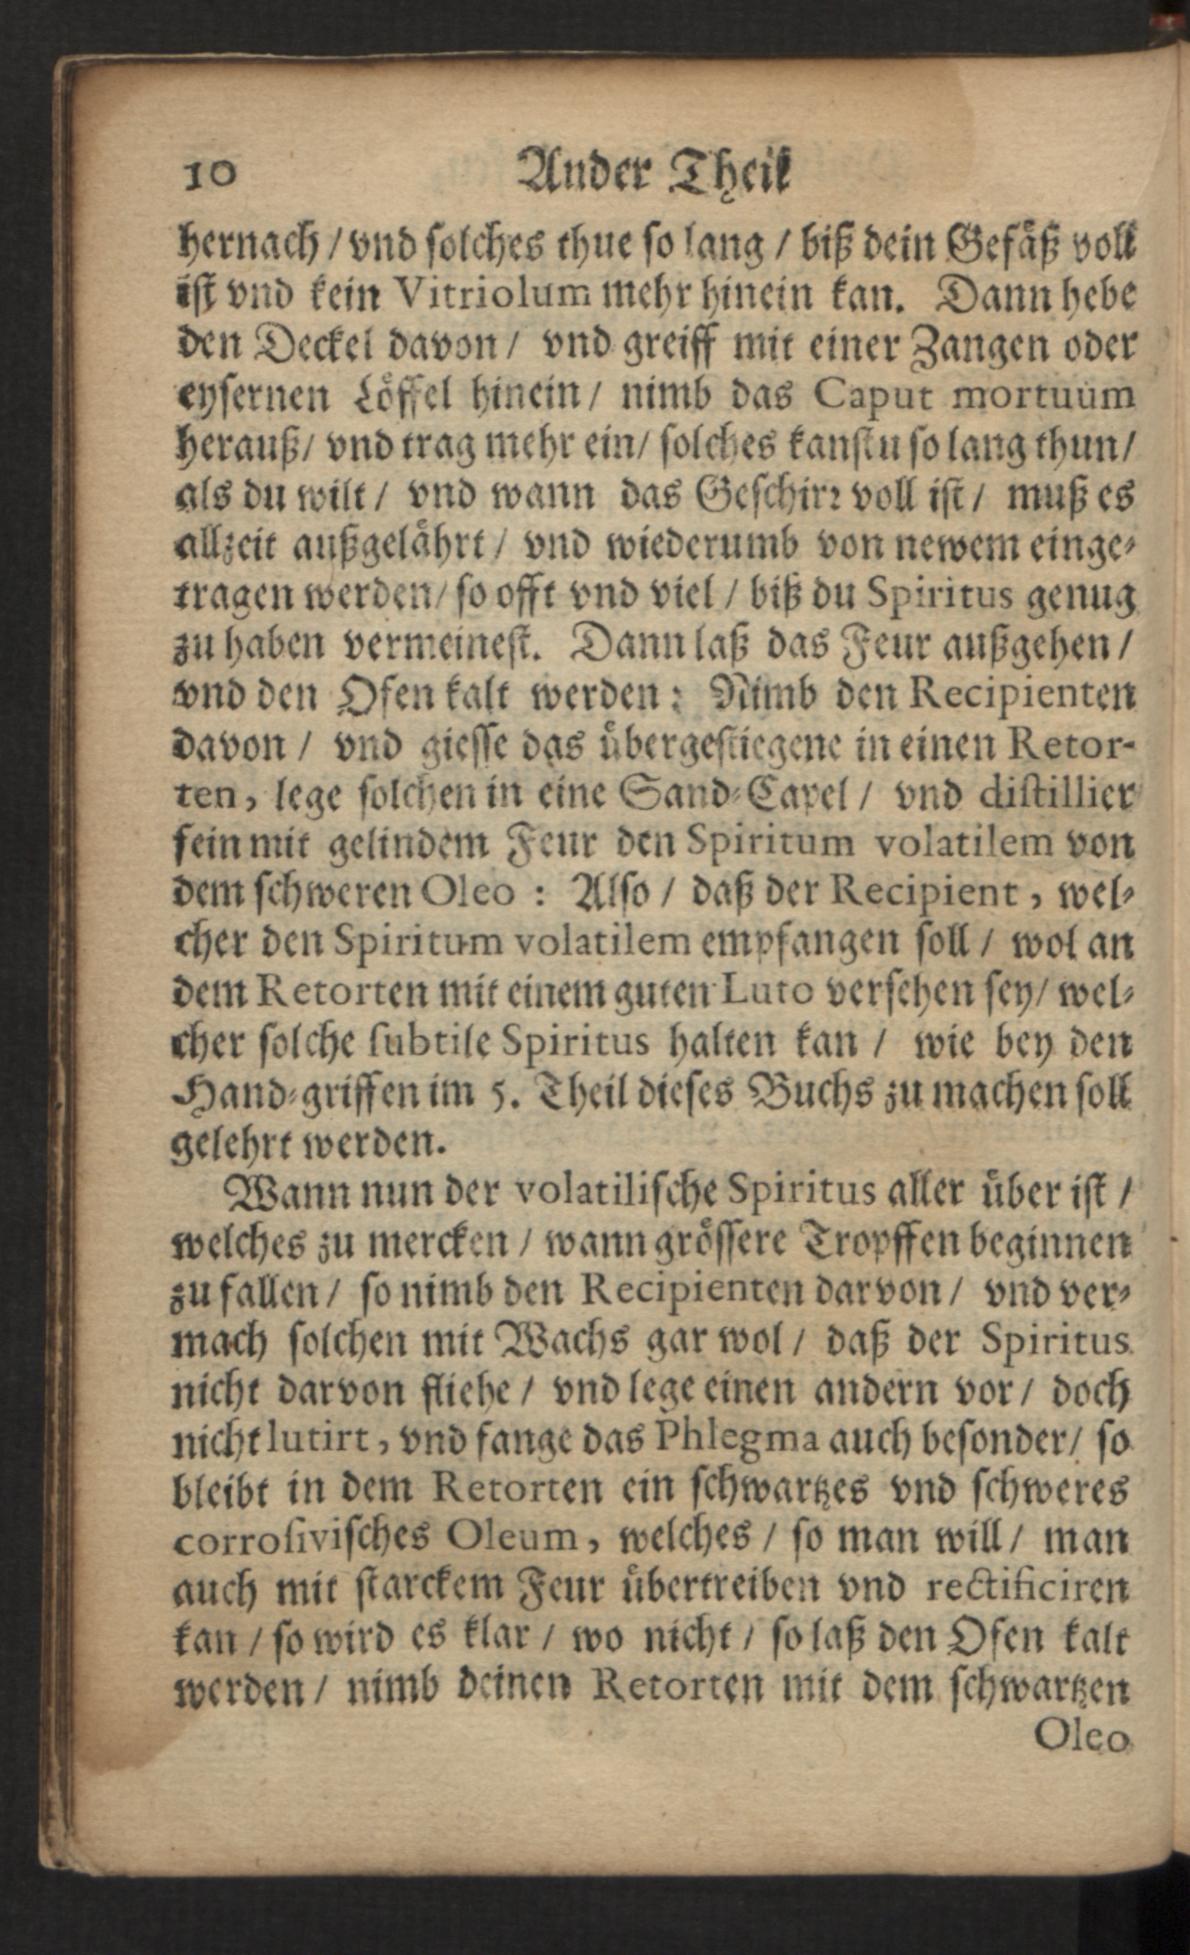 10 Ander Theil
hernach / vnd solches thue so lang / biß dein Gefäß voll
ist vnd kein Vitriolum mehr hinein kan. Dann hebe
den Deckel davon / vnd greiff mit einer Zangen oder
eysernen Löffel hinein / nimb das Caput mortuum
herauß / vnd trag mehr ein / solches kanstu so lang thun /
als du wilt / vnd wann das Geschirr voll ist / muß es
allzeit außgelährt / vnd wiederumb von newem einge-
tragen werden / so offt vnd viel / biß du Spiritus genug
zu haben vermeinest. Dann laß das Feur außgehen /
vnd den Ofen kalt werden: Nimb den Recipienten
davon / vnd giesse das übergestiegene in einen Retor-
ten, lege solchen in eine Sand-Capel / vnd distillier
fein mit gelindem Feur den Spiritum volatilem von
dem schweren Oleo: Also / daß der Recipient, wel-
cher den Spiritum volatilem empfangen soll / wol an
dem Retorten mit einem guten Luto versehen sey / wel-
cher solche subtile Spiritus halten kan / wie bey den
Hand-griffen im 5. Theil dieses Buchs zu machen soll
gelehrt werden.
Wann nun der volatilische Spiritus aller über ist /
welches zu mercken / wann grössere Tropffen beginnen
zu fallen / so nimb den Recipienten darvon / vnd ver-
mach solchen mit Wachs gar wol / daß der Spiritus
nicht darvon fliehe / vnd lege einen andern vor / doch
nicht lutirt, vnd fange das Phlegma auch besonder / so
bleibt in dem Retorten ein schwartzes vnd schweres
corrosivisches Oleum, welches / so man will / man
auch mit starckem Feur übertreiben vnd rectificiren
kan / so wird es klar / wo nicht / so laß den Ofen kalt
werden / nimb deinen Retorten mit dem schwartzen
Oleo